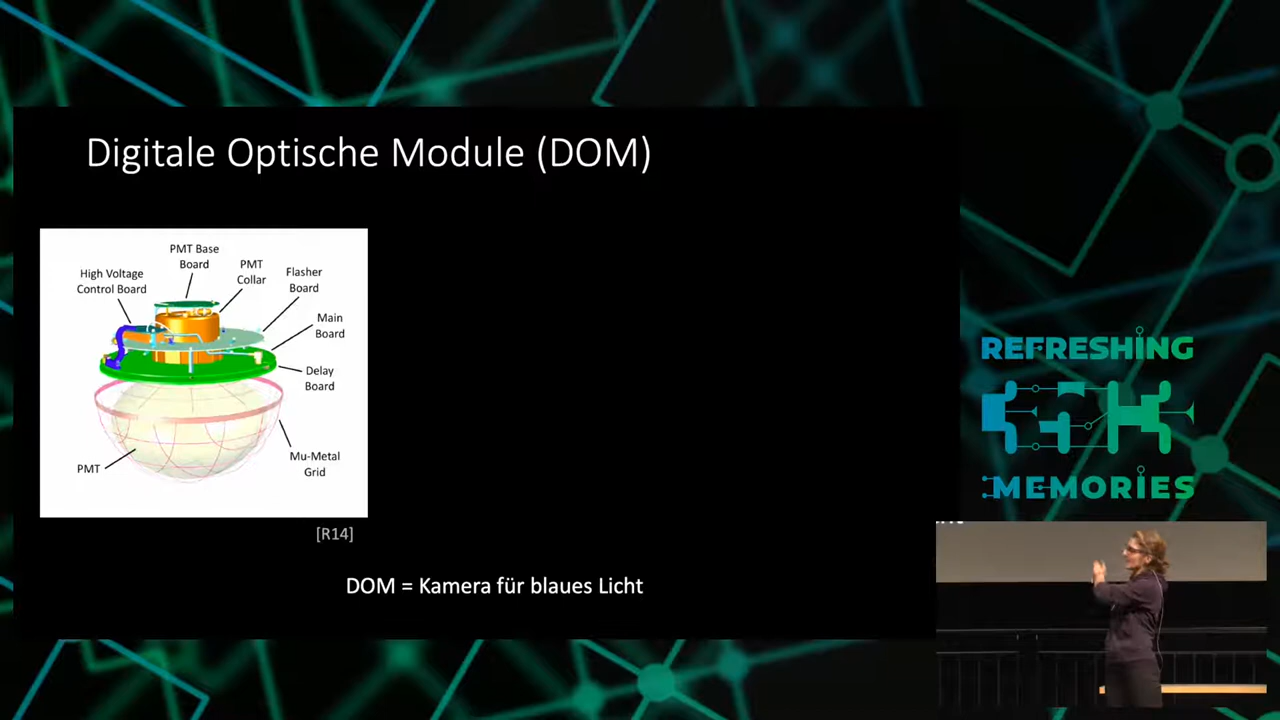 Digitale Optische Module (DOM)
PMT Base
Board
PMT
Collar
Flasher
Board
High Voltage
Control Board
Main
Board
Delay
Board
Mu-Metal
Grid
PMT
[R14]
DOM = Kamera für blaues Licht
REFRESHING
MEMORIES